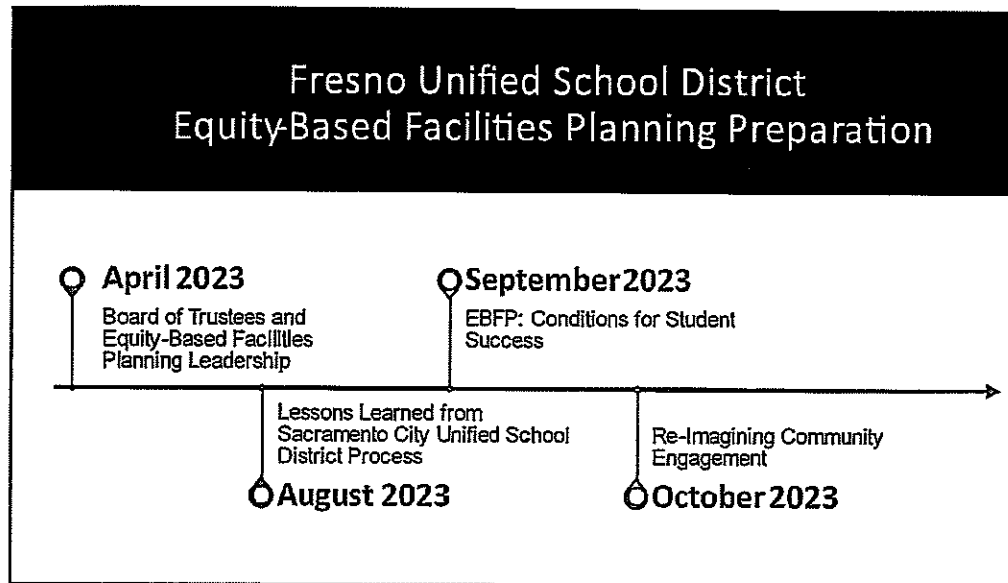 Fresno Unified School District
Equity-Based Facilities Planning Preparation
April 2023
Board of Trustees and
Equity-Based Facilities
Planning Leadership
Lessons Learned from
Sacramento City Unified School
District Process
August 2023
September 2023
EBFP: Conditions for Student
Success
Re-Imagining Community
Engagement
October 2023